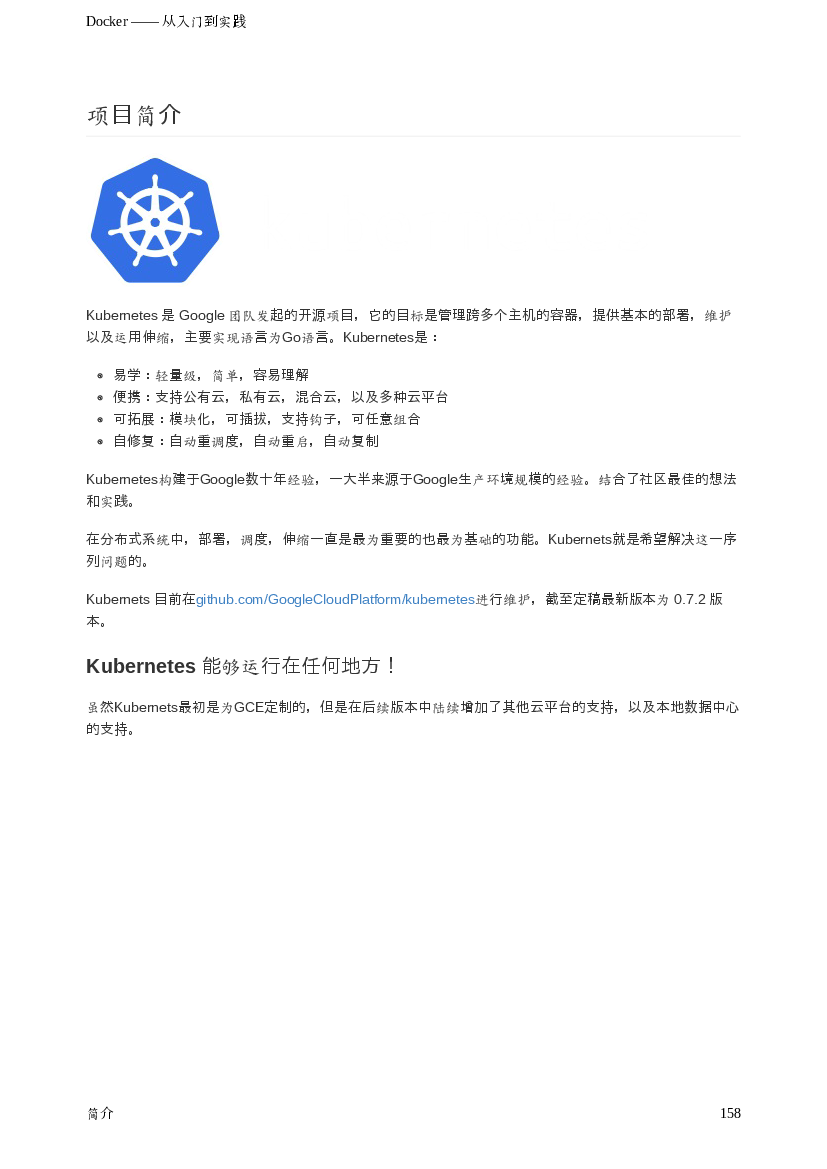 Docker —— 从入门到实践
项目简介
Kubernetes 是 Google 团队发起的开源项目，它的目标是管理跨多个主机的容器，提供基本的部署，维护
以及运用伸缩，主要实现语言为Go语言。Kubernetes是：
易学：轻量级，简单，容易理解
便携：支持公有云，私有云，混合云，以及多种云平台
可拓展：模块化，可插拔，支持钩子，可任意组合
自修复：自动重调度，自动重启，自动复制
Kubernetes构建于Google数十年经验，一大半来源于Google生产环境规模的经验。结合了社区最佳的想法
和实践。
在分布式系统中，部署，调度，伸缩一直是最为重要的也最为基础的功能。Kubernets就是希望解决这一序
列问题的。
Kubernets 目前在github.com/GoogleCloudPlatform/kubernetes进行维护，截至定稿最新版本为 0.7.2 版
本。
Kubernetes 能够运行在任何地方！
虽然Kubernets最初是为GCE定制的，但是在后续版本中陆续增加了其他云平台的支持，以及本地数据中心
的支持。
简介 158